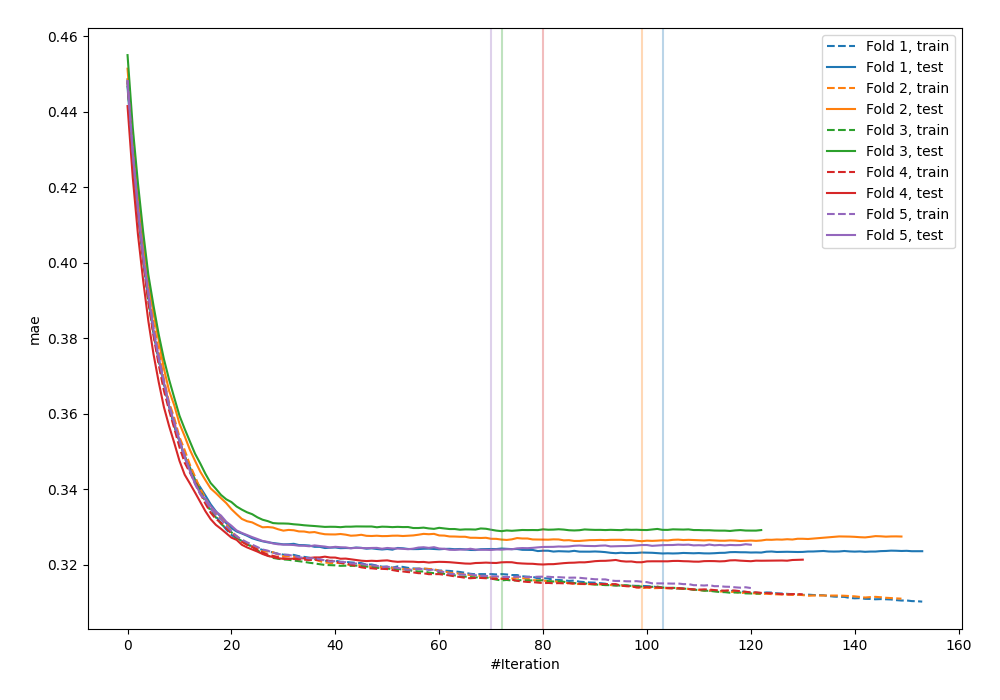 0.46
0.44
0.42
0.40
0.38
0.36
0.34
0.32
mae
0 20 40 60 80 100 120 140 160
#Iteration
Fold 1, train
Fold 1, test
Fold 2, train
Fold 2, test
Fold 3, train
Fold 3, test
Fold 4, train
Fold 4, test
Fold 5, train
Fold 5, test